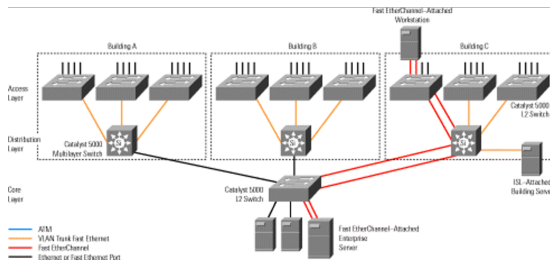 Fast EtherChannel–Attached
Workstation
Building A
Building B
Building C
Access
Layer
Catalyst 5000
L2 Switch
Distribution
Layer
Catalyst 5000
Multilayer Switch
ISL–Attached
Building Serve
Core
Layer
Catalyst 5000
L2 Switch
Fast EtherChannel–Attached
Enterprise
Server
ATM
VLAN Trunk Fast Ethernet
Fast EtherChannel
Ethernet or Fast Ethernet Port